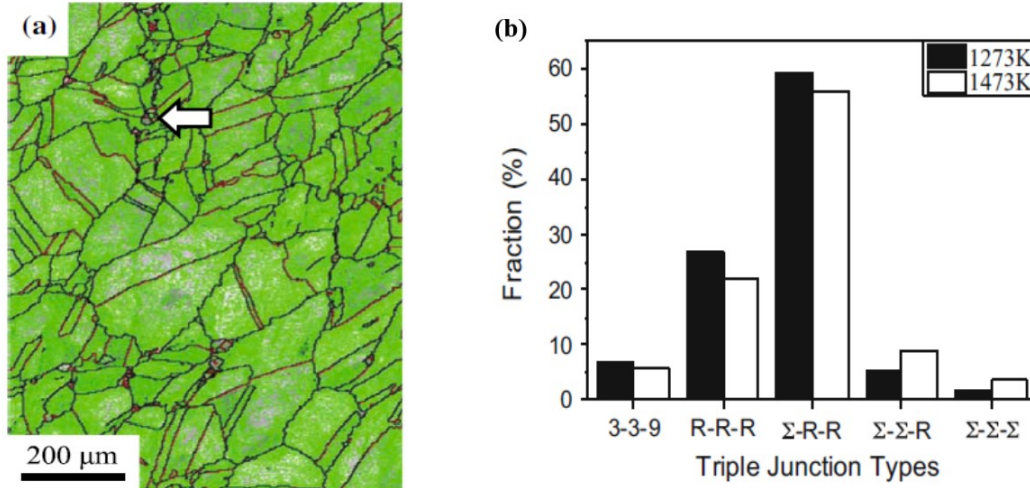 (a)
200 µm
(b)
1273K
1473K
Fraction (%)
60
50
40
30
20
10
0
3-3-9 R-R-R Σ-R-R Σ-Σ-R Σ-Σ-Σ
Triple Junction Types